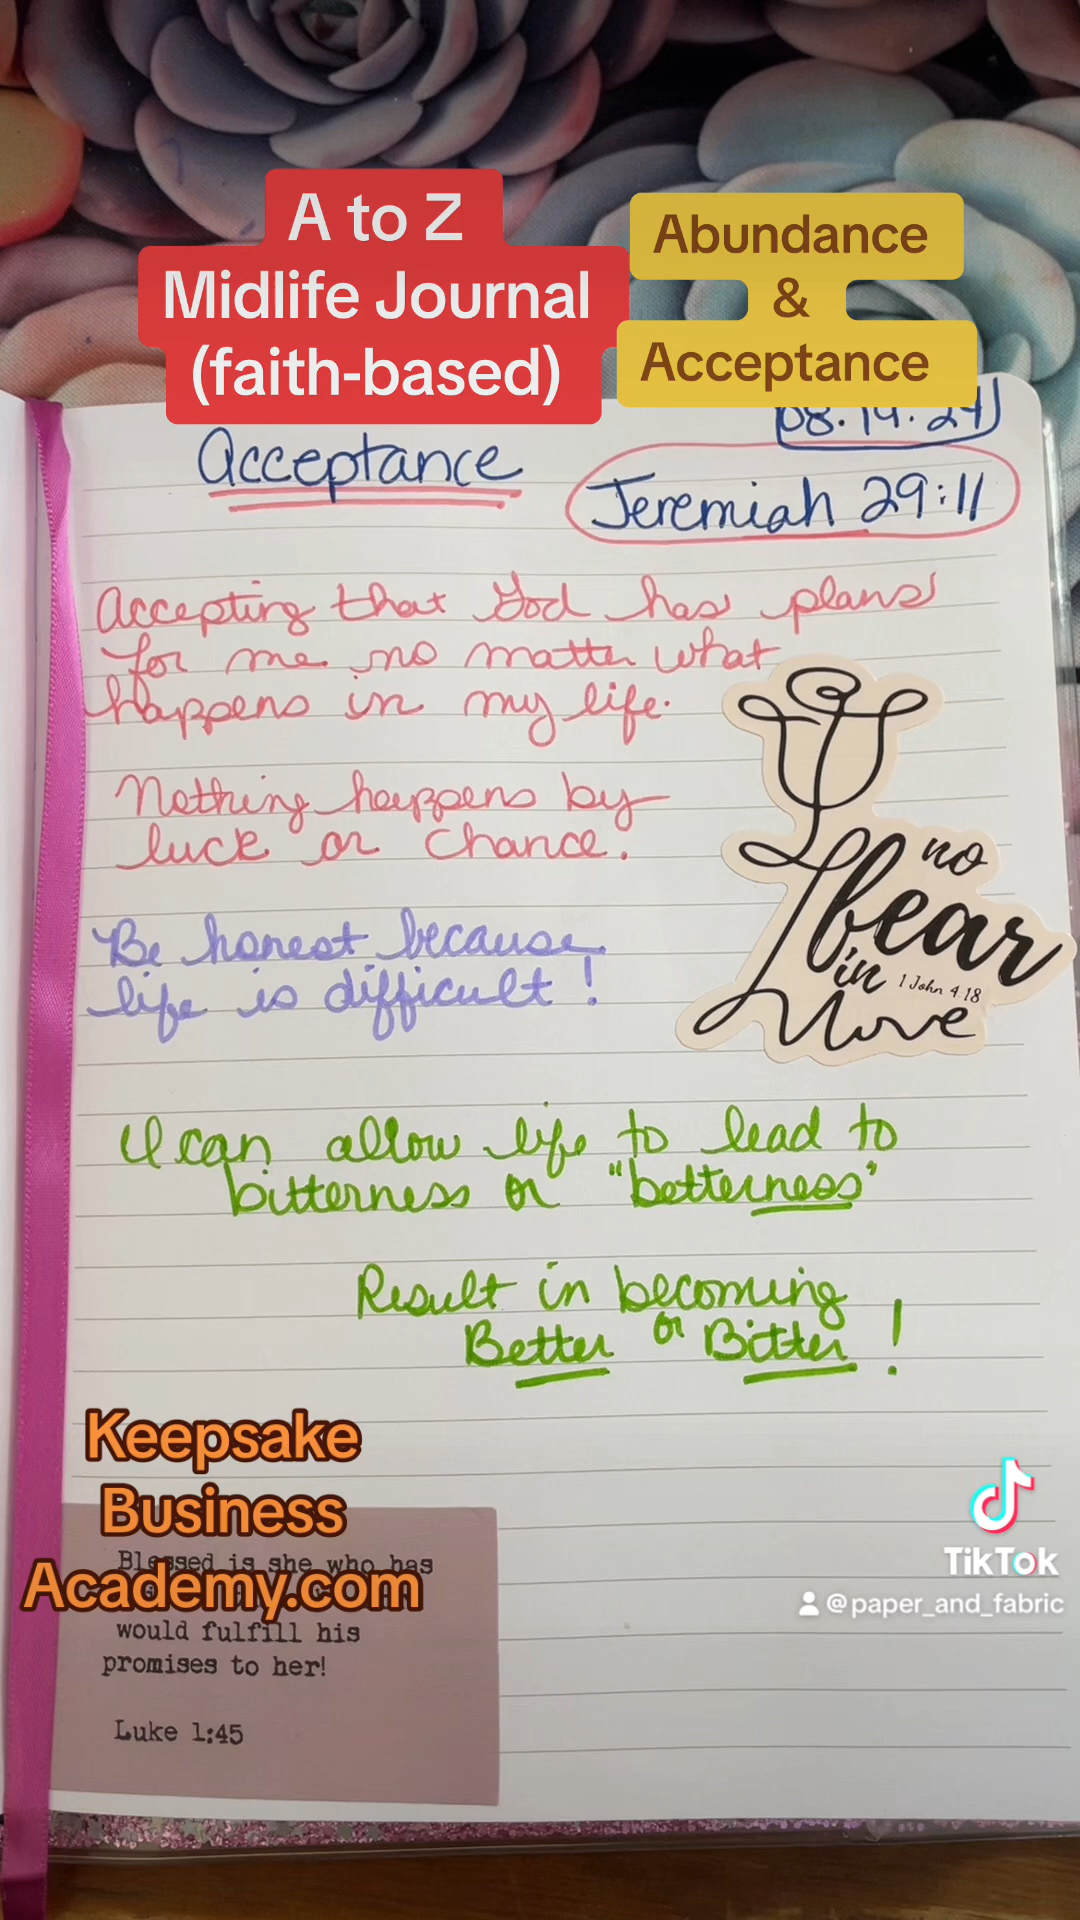 A to Z
Midlife Journal
(faith-based)
Abundance
&
Acceptance
08.14.24
Acceptance
Jeremiah 29:11
Accepting that God has plans
for me no matter what
happens in my life.
Nothing happens by
luck or chance.
no
fear
in
1 John 4:18
love
Be honest because
life is difficult!
I can allow life to lead to
bitterness or "betterness"
Result in becoming
Better or Bitter!
Keepsake
Business
Academy.com
Blessed is she who has
would fulfill his
promises to her!
Luke 1:45
TikTok
@paper_and_fabric